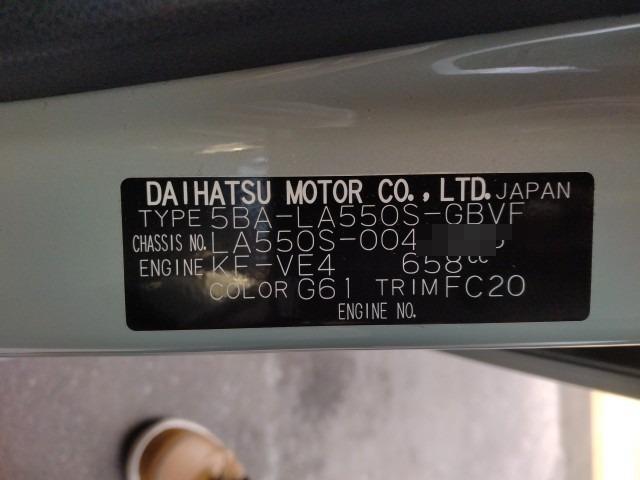 DAIHATSU MOTOR CO., LTD. JAPAN
TYPE 5BA-LA550S-GBVF
CHASSIS NO. LA550S-004
ENGINE KF-VE4 658cc
COLOR G61 TRIM FC20
ENGINE NO.